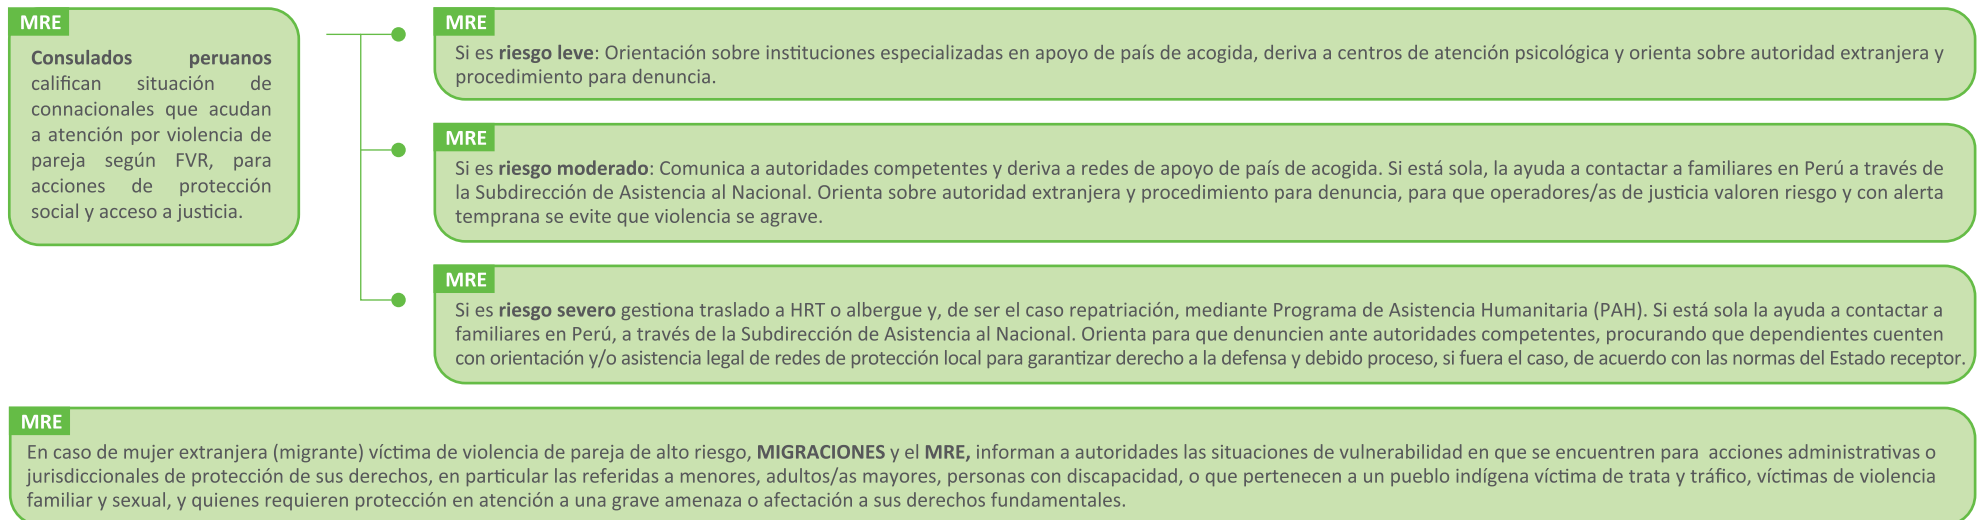 MRE
Consulados peruanos
califican situación de
connacionales que acudan
a atención por violencia de
pareja según FVR, para
acciones de protección
social y acceso a justicia.
MRE
Si es riesgo leve: Orientación sobre instituciones especializadas en apoyo de país de acogida, deriva a centros de atención psicológica y orienta sobre autoridad extranjera y
procedimiento para denuncia.
MRE
Si es riesgo moderado: Comunica a autoridades competentes y deriva a redes de apoyo de país de acogida. Si está sola, la ayuda a contactar a familiares en Perú a través de
la Subdirección de Asistencia al Nacional. Orienta sobre autoridad extranjera y procedimiento para denuncia, para que operadores/as de justicia valoren riesgo y con alerta
temprana se evite que violencia se agrave.
MRE
Si es riesgo severo gestiona traslado a HRT o albergue y, de ser el caso repatriación, mediante Programa de Asistencia Humanitaria (PAH). Si está sola la ayuda a contactar a
familiares en Perú, a través de la Subdirección de Asistencia al Nacional. Orienta para que denuncien ante autoridades competentes, procurando que dependientes cuenten
con orientación y/o asistencia legal de redes de protección local para garantizar derecho a la defensa y debido proceso, si fuera el caso, de acuerdo con las normas del Estado receptor.
MRE
En caso de mujer extranjera (migrante) víctima de violencia de pareja de alto riesgo, MIGRACIONES y el MRE, informan a autoridades las situaciones de vulnerabilidad en que se encuentren para acciones administrativas o
jurisdiccionales de protección de sus derechos, en particular las referidas a menores, adultos/as mayores, personas con discapacidad, o que pertenecen a un pueblo indígena víctima de trata y tráfico, víctimas de violencia
familiar y sexual, y quienes requieren protección en atención a una grave amenaza o afectación a sus derechos fundamentales.